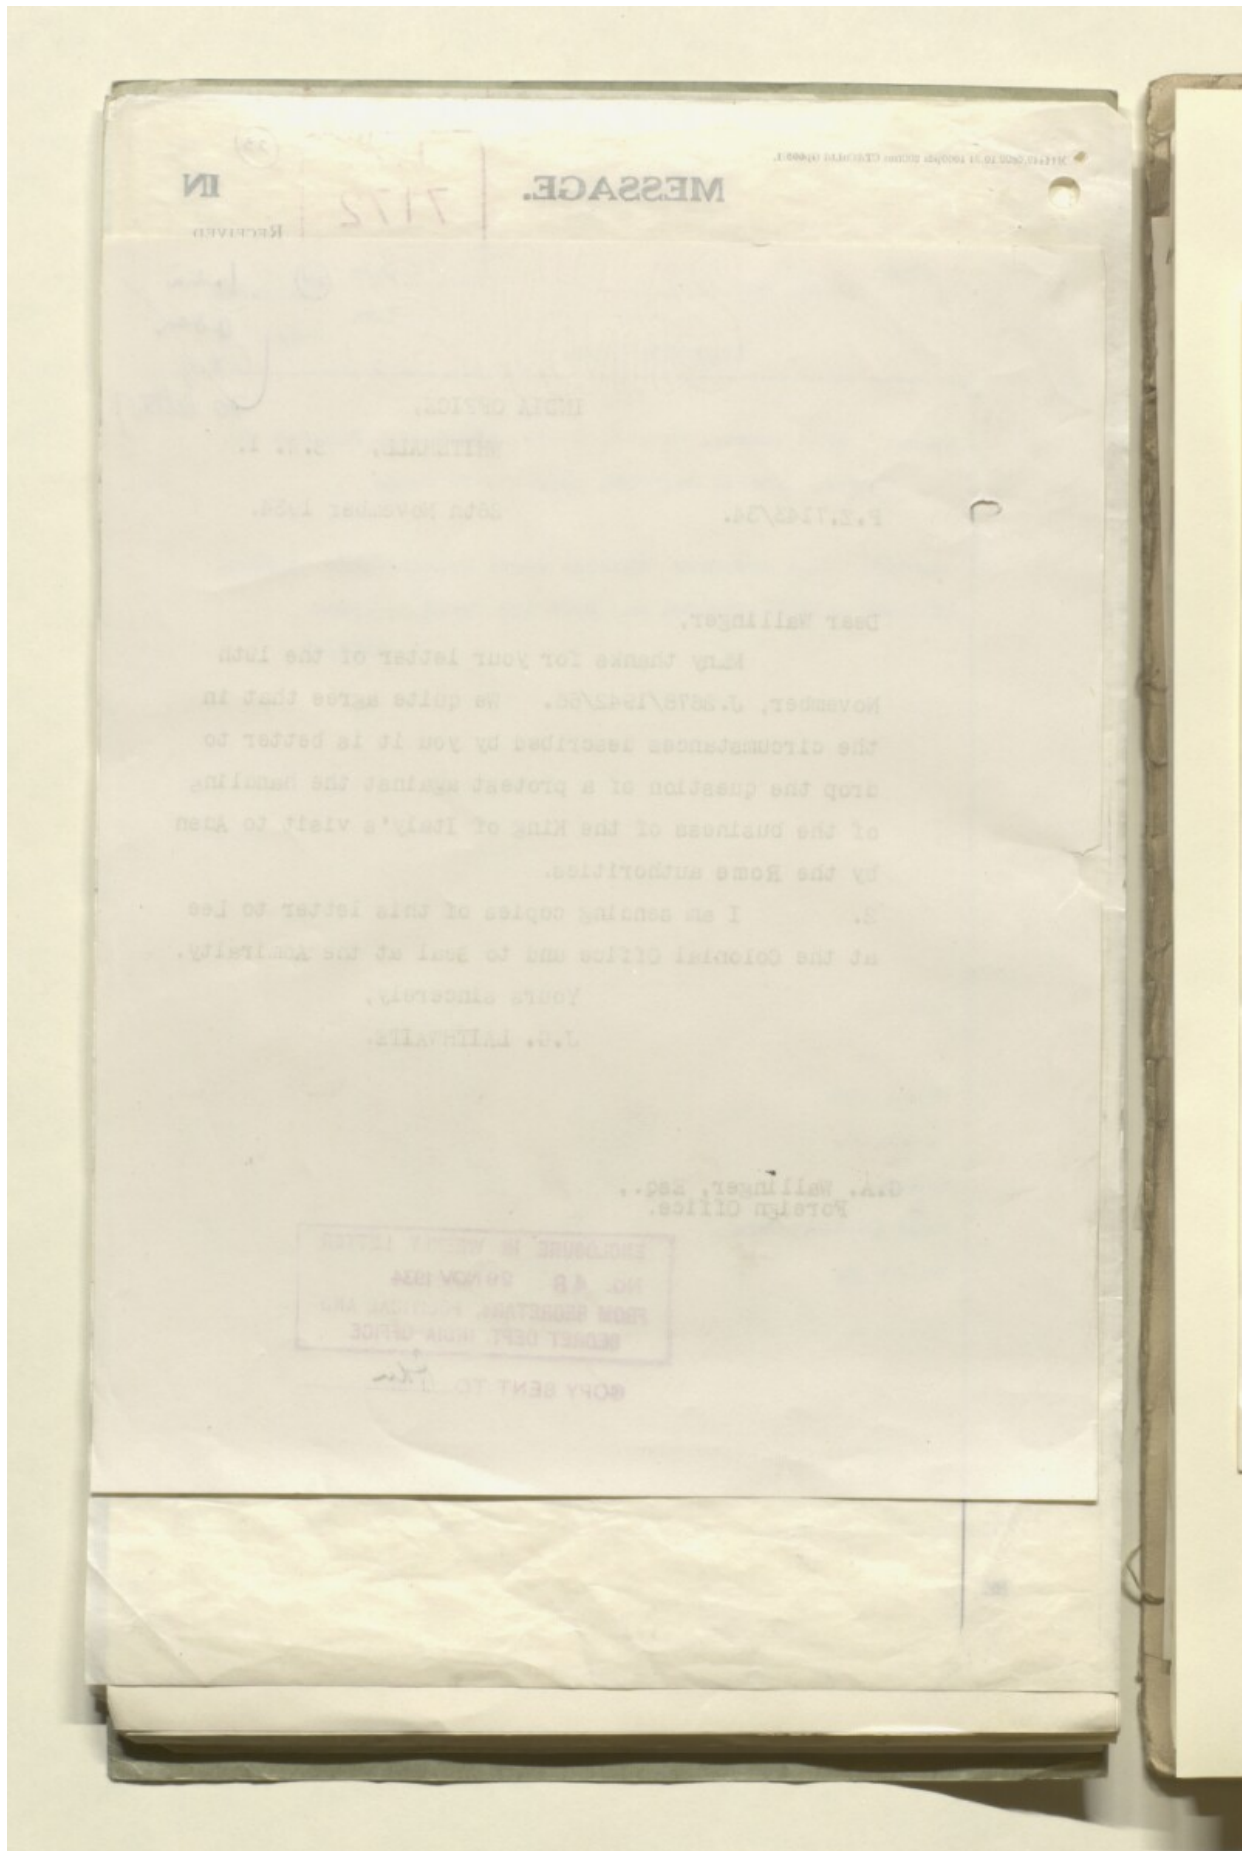 MESSAGE.
IN
RECEIVED
7172
INDIA OFFICE,
WHITEHALL, S.W. 1.
P.Z.7143/34.
26th November 1934.
Dear Wallinger,
Many thanks for your letter of the
November, J.2678/1942/66. We quite agree that in
the circumstances described by you it is better to
drop the question of a protest against the handling
of the business of the King of Italy's visit to Aden
by the Rome authorities.
2. I am sending copies of this letter to Lee
at the Colonial Office and to Seal at the Admiralty.
Yours sincerely,
J.G. LAITHWAITE.
G.A. Wallinger, Esq.,
Foreign Office.
ENCLOSURE IN WEEKLY LETTER
NO. 48 29 NOV 1934
FROM SECRETARY, POLITICAL AND
SECRET DEPT. INDIA OFFICE
COPY SENT TO